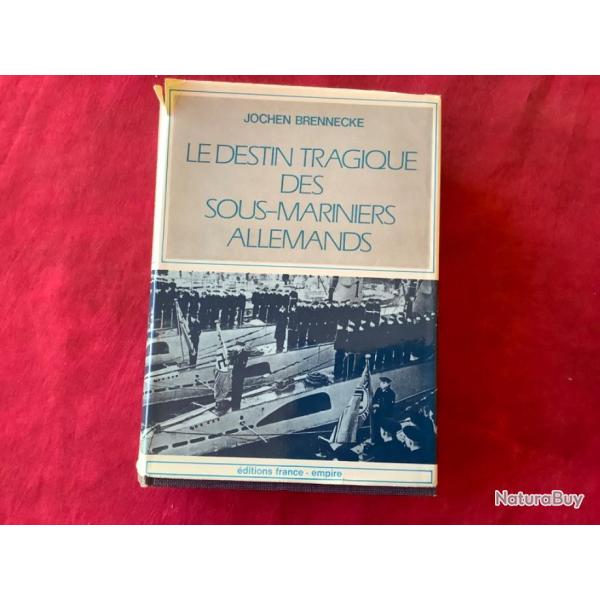 JOCHEN BRENNECKE
LE DESTIN TRAGIQUE
DES
SOUS-MARINIERS
ALLEMANDS
éditions france - empire
NaturaBuy